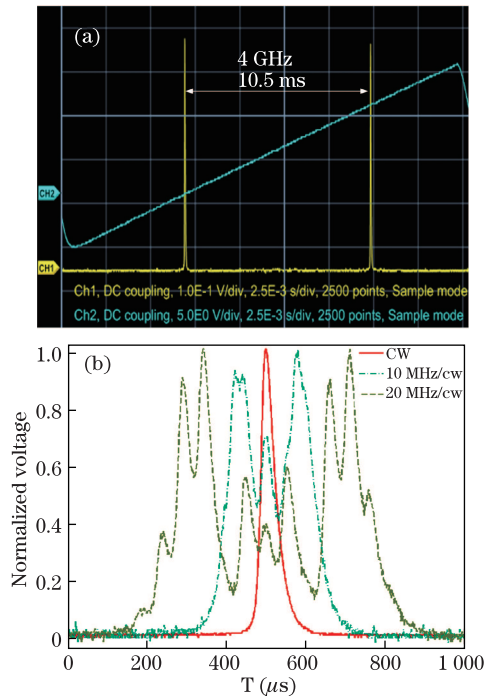 (a)
4 GHz
10.5 ms
CH2
CH1
Ch1, DC coupling, 1.0E-1 V/div, 2.5E-3 s/div, 2500 points, Sample mode
Ch2, DC coupling, 5.0E0 V/div, 2.5E-3 s/div, 2500 points, Sample mode
(b)
CW
10 MHz/cw
20 MHz/cw
Normalized voltage
1.0
0.8
0.6
0.4
0.2
0
0 200 400 600 800 1 000
T (μs)